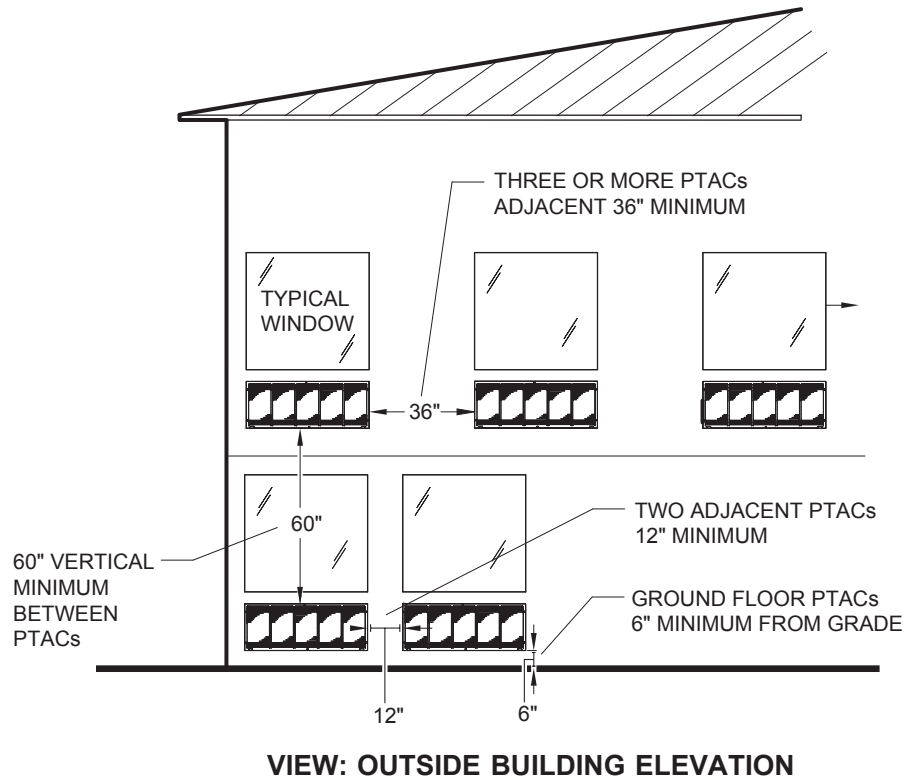 THREE OR MORE PTACs
ADJACENT 36" MINIMUM
TYPICAL
WINDOW
36"
60"
TWO ADJACENT PTACs
12" MINIMUM
60" VERTICAL
MINIMUM
BETWEEN
PTACs
GROUND FLOOR PTACs
6" MINIMUM FROM GRADE
12"
6"
VIEW: OUTSIDE BUILDING ELEVATION